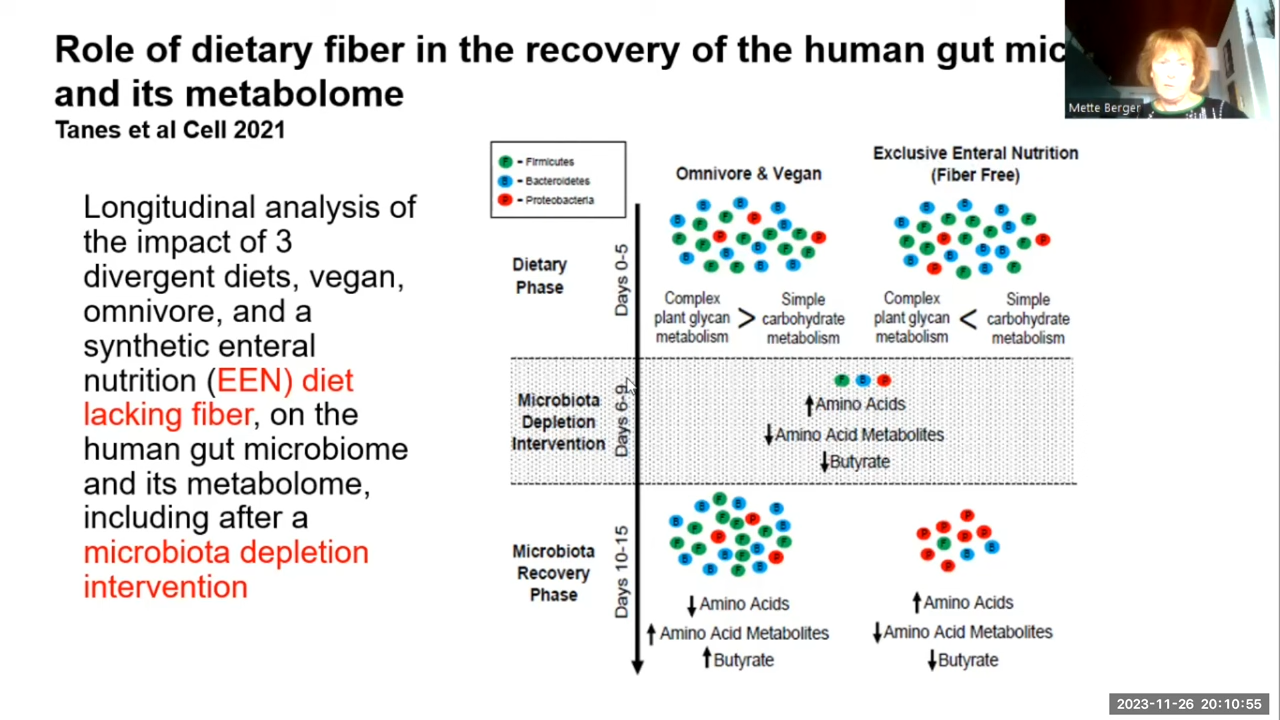 Role of dietary fiber in the recovery of the human gut mic
and its metabolome
Tanes et al Cell 2021
Mette Berger
Longitudinal analysis of
the impact of 3
divergent diets, vegan,
omnivore, and a
synthetic enteral
nutrition (EEN) diet
lacking fiber, on the
human gut microbiome
and its metabolome,
including after a
microbiota depletion
intervention
F - Firmicutes
B - Bacteroidetes
P - Proteobacteria
Omnivore & Vegan
Exclusive Enteral Nutrition
(Fiber Free)
Dietary
Phase
Days 0-5
Complex
plant glycan
metabolism
>
Simple
carbohydrate
metabolism
Complex
plant glycan
metabolism
<
Simple
carbohydrate
metabolism
Microbiota
Depletion
Intervention
Days 6-9
F B P
↑Amino Acids
↓Amino Acid Metabolites
↓Butyrate
Microbiota
Recovery
Phase
Days 10-15
↓Amino Acids
↑Amino Acid Metabolites
↑Butyrate
↑Amino Acids
↓Amino Acid Metabolites
↓Butyrate
2023-11-26 20:10:55